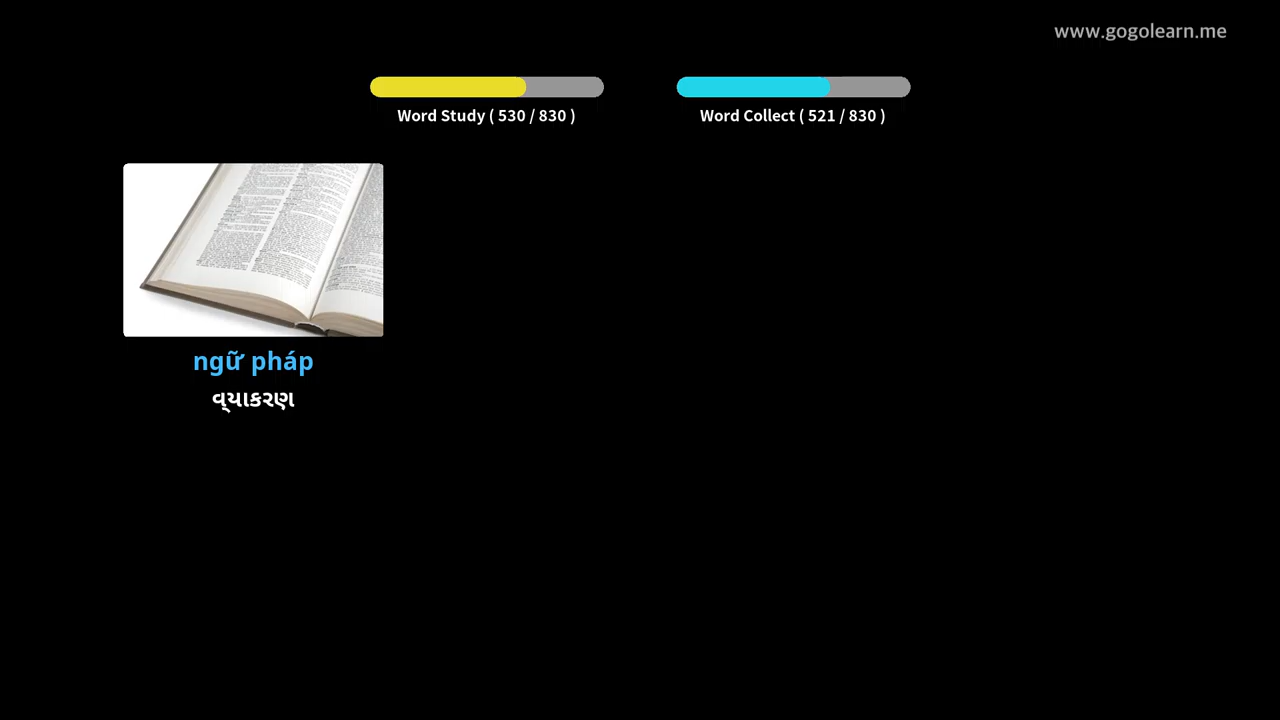 www.gogolearn.me
Word Study ( 530 / 830 )
Word Collect ( 521 / 830 )
ngữ pháp
વ્યાકરણ